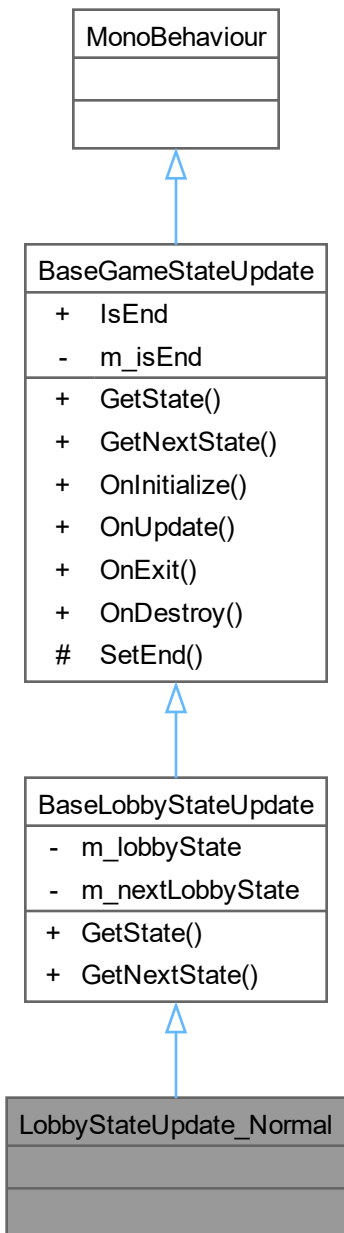 MonoBehaviour
BaseGameStateUpdate
+ IsEnd
- m_isEnd
+ GetState()
+ GetNextState()
+ OnInitialize()
+ OnUpdate()
+ OnExit()
+ OnDestroy()
# SetEnd()
BaseLobbyStateUpdate
- m_lobbyState
- m_nextLobbyState
+ GetState()
+ GetNextState()
LobbyStateUpdate_Normal